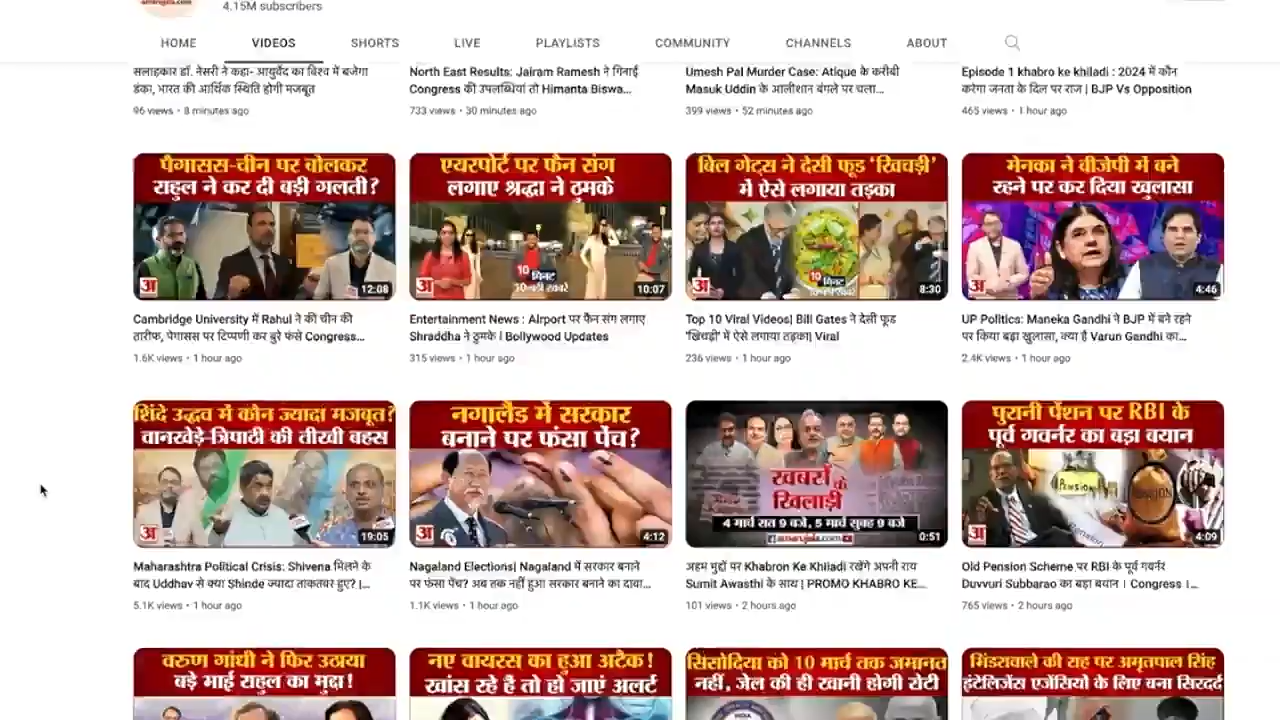 4.15M subscribers
HOME VIDEOS SHORTS LIVE PLAYLISTS COMMUNITY CHANNELS ABOUT
सलाहकार डॉ. नेसरी ने कहा- आयुर्वेद का विश्व में बजेगा
डंका, भारत की आर्थिक स्थिति होगी मजबूत
96 views • 8 minutes ago
North East Results: Jairam Ramesh ने गिनाई
Congress की उपलब्धियां तो Himanta Biswa...
733 views • 30 minutes ago
Umesh Pal Murder Case: Atique के करीबी
Masuk Uddin के आलीशान बंगले पर चला...
399 views • 52 minutes ago
Episode 1 khabro ke khiladi : 2024 में कौन
करेगा जनता के दिल पर राज | BJP Vs Opposition
465 views • 1 hour ago
पेगासस-चीन पर बोलकर
राहुल ने कर दी बड़ी गलती?
12:08
Cambridge University में Rahul ने की चीन की
तारीफ, पेगासस पर टिप्पणी कर बुरे फंसे Congress...
1.6K views • 1 hour ago
एयरपोर्ट पर फैन संग
लगाए श्रद्धा ने ठुमके
10
मिनट
10:07
Entertainment News : Airport पर फैन संग लगाए
Shraddha ने ठुमके | Bollywood Updates
315 views • 1 hour ago
बिल गेट्स ने देसी फूड 'खिचड़ी'
में ऐसे लगाया तड़का
10
मिनट
8:30
Top 10 Viral Videos| Bill Gates ने देसी फूड
'खिचड़ी' में ऐसे लगाया तड़का| Viral
236 views • 1 hour ago
मेनका ने बीजेपी में बने
रहने पर कर दिया खुलासा
अ
4:46
UP Politics: Maneka Gandhi ने BJP में बने रहने
पर किया बड़ा खुलासा, क्या है Varun Gandhi का...
2.4K views • 1 hour ago
शिंदे उद्धव में कौन ज्यादा मजबूत?
वानखेड़े-त्रिपाठी की तीखी बहस
अ
19:05
Maharashtra Political Crisis: Shivena मिलने के
बाद Uddhav से क्या Shinde ज्यादा ताकतवर हुए? |...
5.1K views • 1 hour ago
नगालैंड में सरकार
बनाने पर फंसा पेंच?
अ
4:12
Nagaland Elections| Nagaland में सरकार बनाने
पर फंसा पेंच? अब तक नहीं हुआ सरकार बनाने का दावा...
1.1K views • 1 hour ago
खबरों के
खिलाड़ी
4 मार्च रात 9 बजे, 5 मार्च सुबह 9 बजे
amarujala.com
0:51
अहम मुद्दों पर Khabron Ke Khiladi रखेंगे अपनी राय
Sumit Awasthi के साथ | PROMO KHABRO KE...
101 views • 2 hours ago
पुरानी पेंशन पर RBI के
पूर्व गवर्नर का बड़ा बयान
PENSION
अ
4:09
Old Pension Scheme पर RBI के पूर्व गवर्नर
Duvvuri Subbarao का बड़ा बयान । Congress ।...
765 views • 2 hours ago
वरुण गांधी ने फिर उठाया
बड़े भाई राहुल का मुद्दा!
नए वायरस का हुआ अटैक!
खांस रहे है तो हो जाएं अलर्ट
सिसोदिया को 10 मार्च तक जमानत
नहीं, जेल की ही खानी होगी रोटी
भिंडरावाले की राह पर अमृतपाल सिंह
इंटेलिजेंस एजेंसियो के लिए बना सिरदर्द